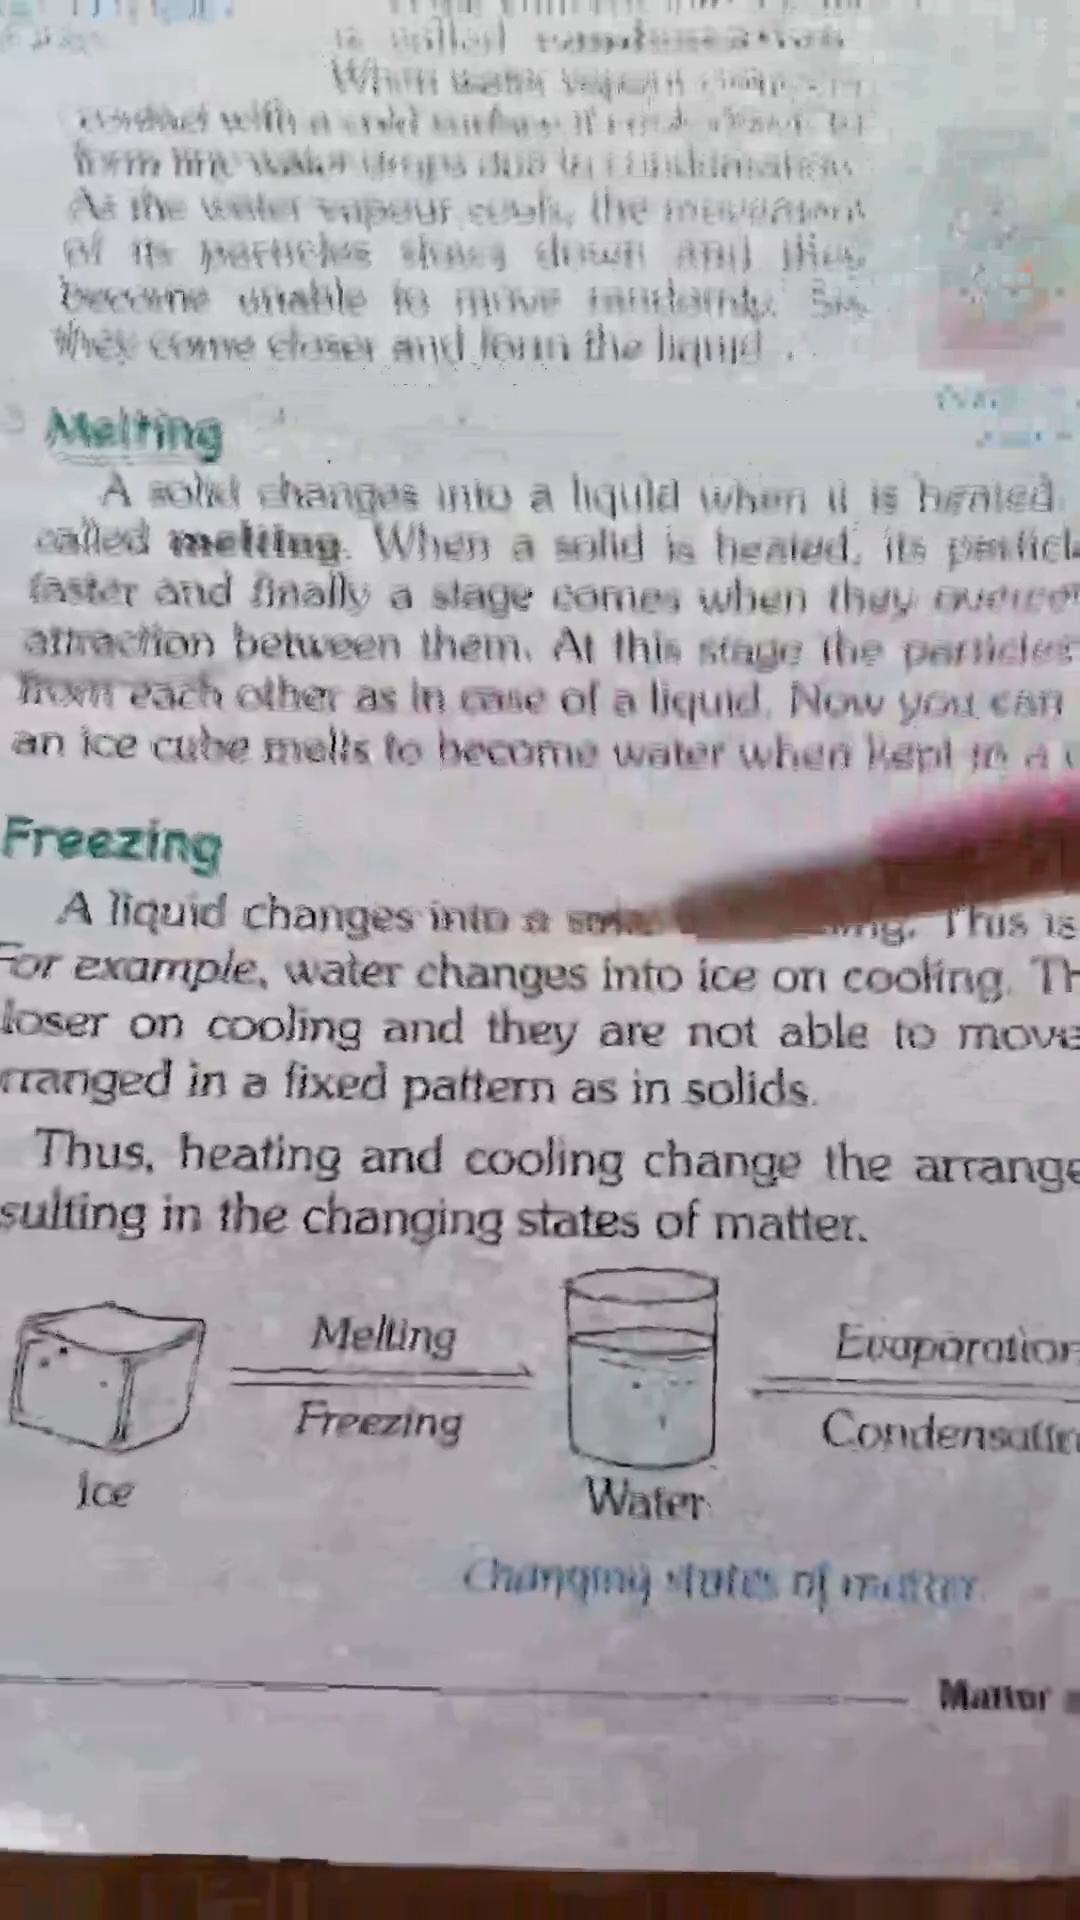 is called condensation
When water vapour comes in
contact with a cold surface, it cools down to
form tiny water drops due to condensation.
As the water vapour cools, the movement
of its particles slows down and they
become unable to move randomly. So,
they come closer and form the liquid.
Melting
A solid changes into a liquid when it is heated.
called melting. When a solid is heated, its particl
faster and finally a stage comes when they
attraction between them. At this stage the particles
from each other as in case of a liquid. Now you can
an ice cube melts to become water when kept in a
Freezing
A liquid changes into a This is
For example, water changes into ice on cooling. Th
loser on cooling and they are not able to move
rranged in a fixed pattern as in solids.
Thus, heating and cooling change the arrange
sulting in the changing states of matter.
Melting
Evaporation
Freezing
Condensatio
Ice
Water
Changing states of matter
Matter